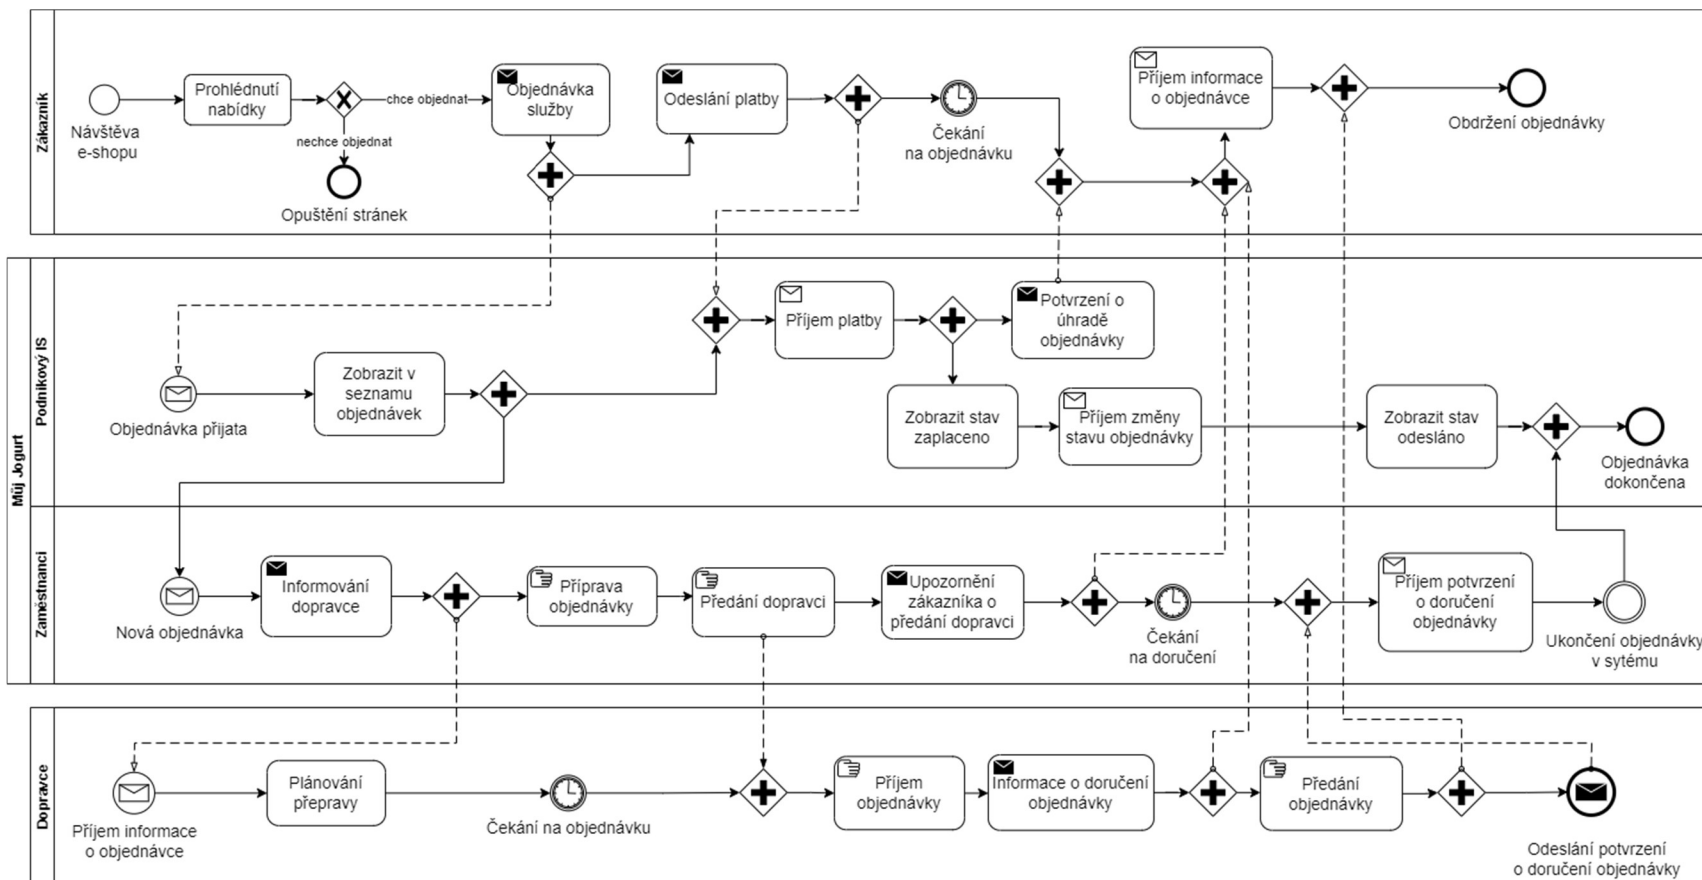 Zákazník
Návštěva
e-shopu
Prohlédnutí
nabídky
chce objednat
nechce objednat
Opuštění stránek
Objednávka
služby
Odeslání platby
Čekání
na objednávku
Příjem informace
o objednávce
Obdržení objednávky
Můj Jogurt
Podnikový IS
Objednávka přijata
Zobrazit v
seznamu
objednávek
Příjem platby
Potvrzení o
úhradě
objednávky
Zobrazit stav
zaplaceno
Příjem změny
stavu objednávky
Zobrazit stav
odesláno
Objednávka
dokončena
Zaměstnanci
Nová objednávka
Informování
dopravce
Příprava
objednávky
Předání dopravci
Upozornění
zákazníka o
předání dopravci
Čekání
na doručení
Příjem potvrzení
o doručení
objednávky
Ukončení objednávky
v sytému
Dopravce
Příjem informace
o objednávce
Plánování
přepravy
Čekání na objednávku
Příjem
objednávky
Informace o doručení
objednávky
Předání
objednávky
Odeslání potvrzení
o doručení objednávky